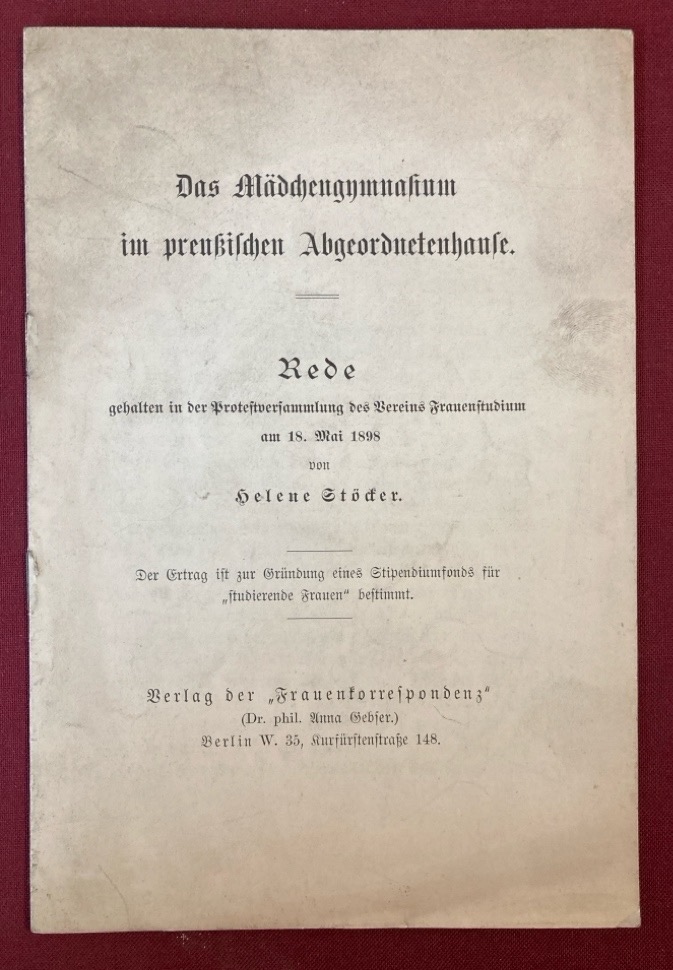 Das Mädchengymnasium
im preußischen Abgeordnetenhause.
Rede
gehalten in der Protestversammlung des Vereins Frauenstudium
am 18. Mai 1898
von
Helene Stöcker.
Der Ertrag ist zur Gründung eines Stipendiumfonds für
„studierende Frauen“ bestimmt.
Verlag der „Frauenkorrespondenz“
(Dr. phil. Anna Gebser.)
Berlin W. 35, Kurfürstenstraße 148.